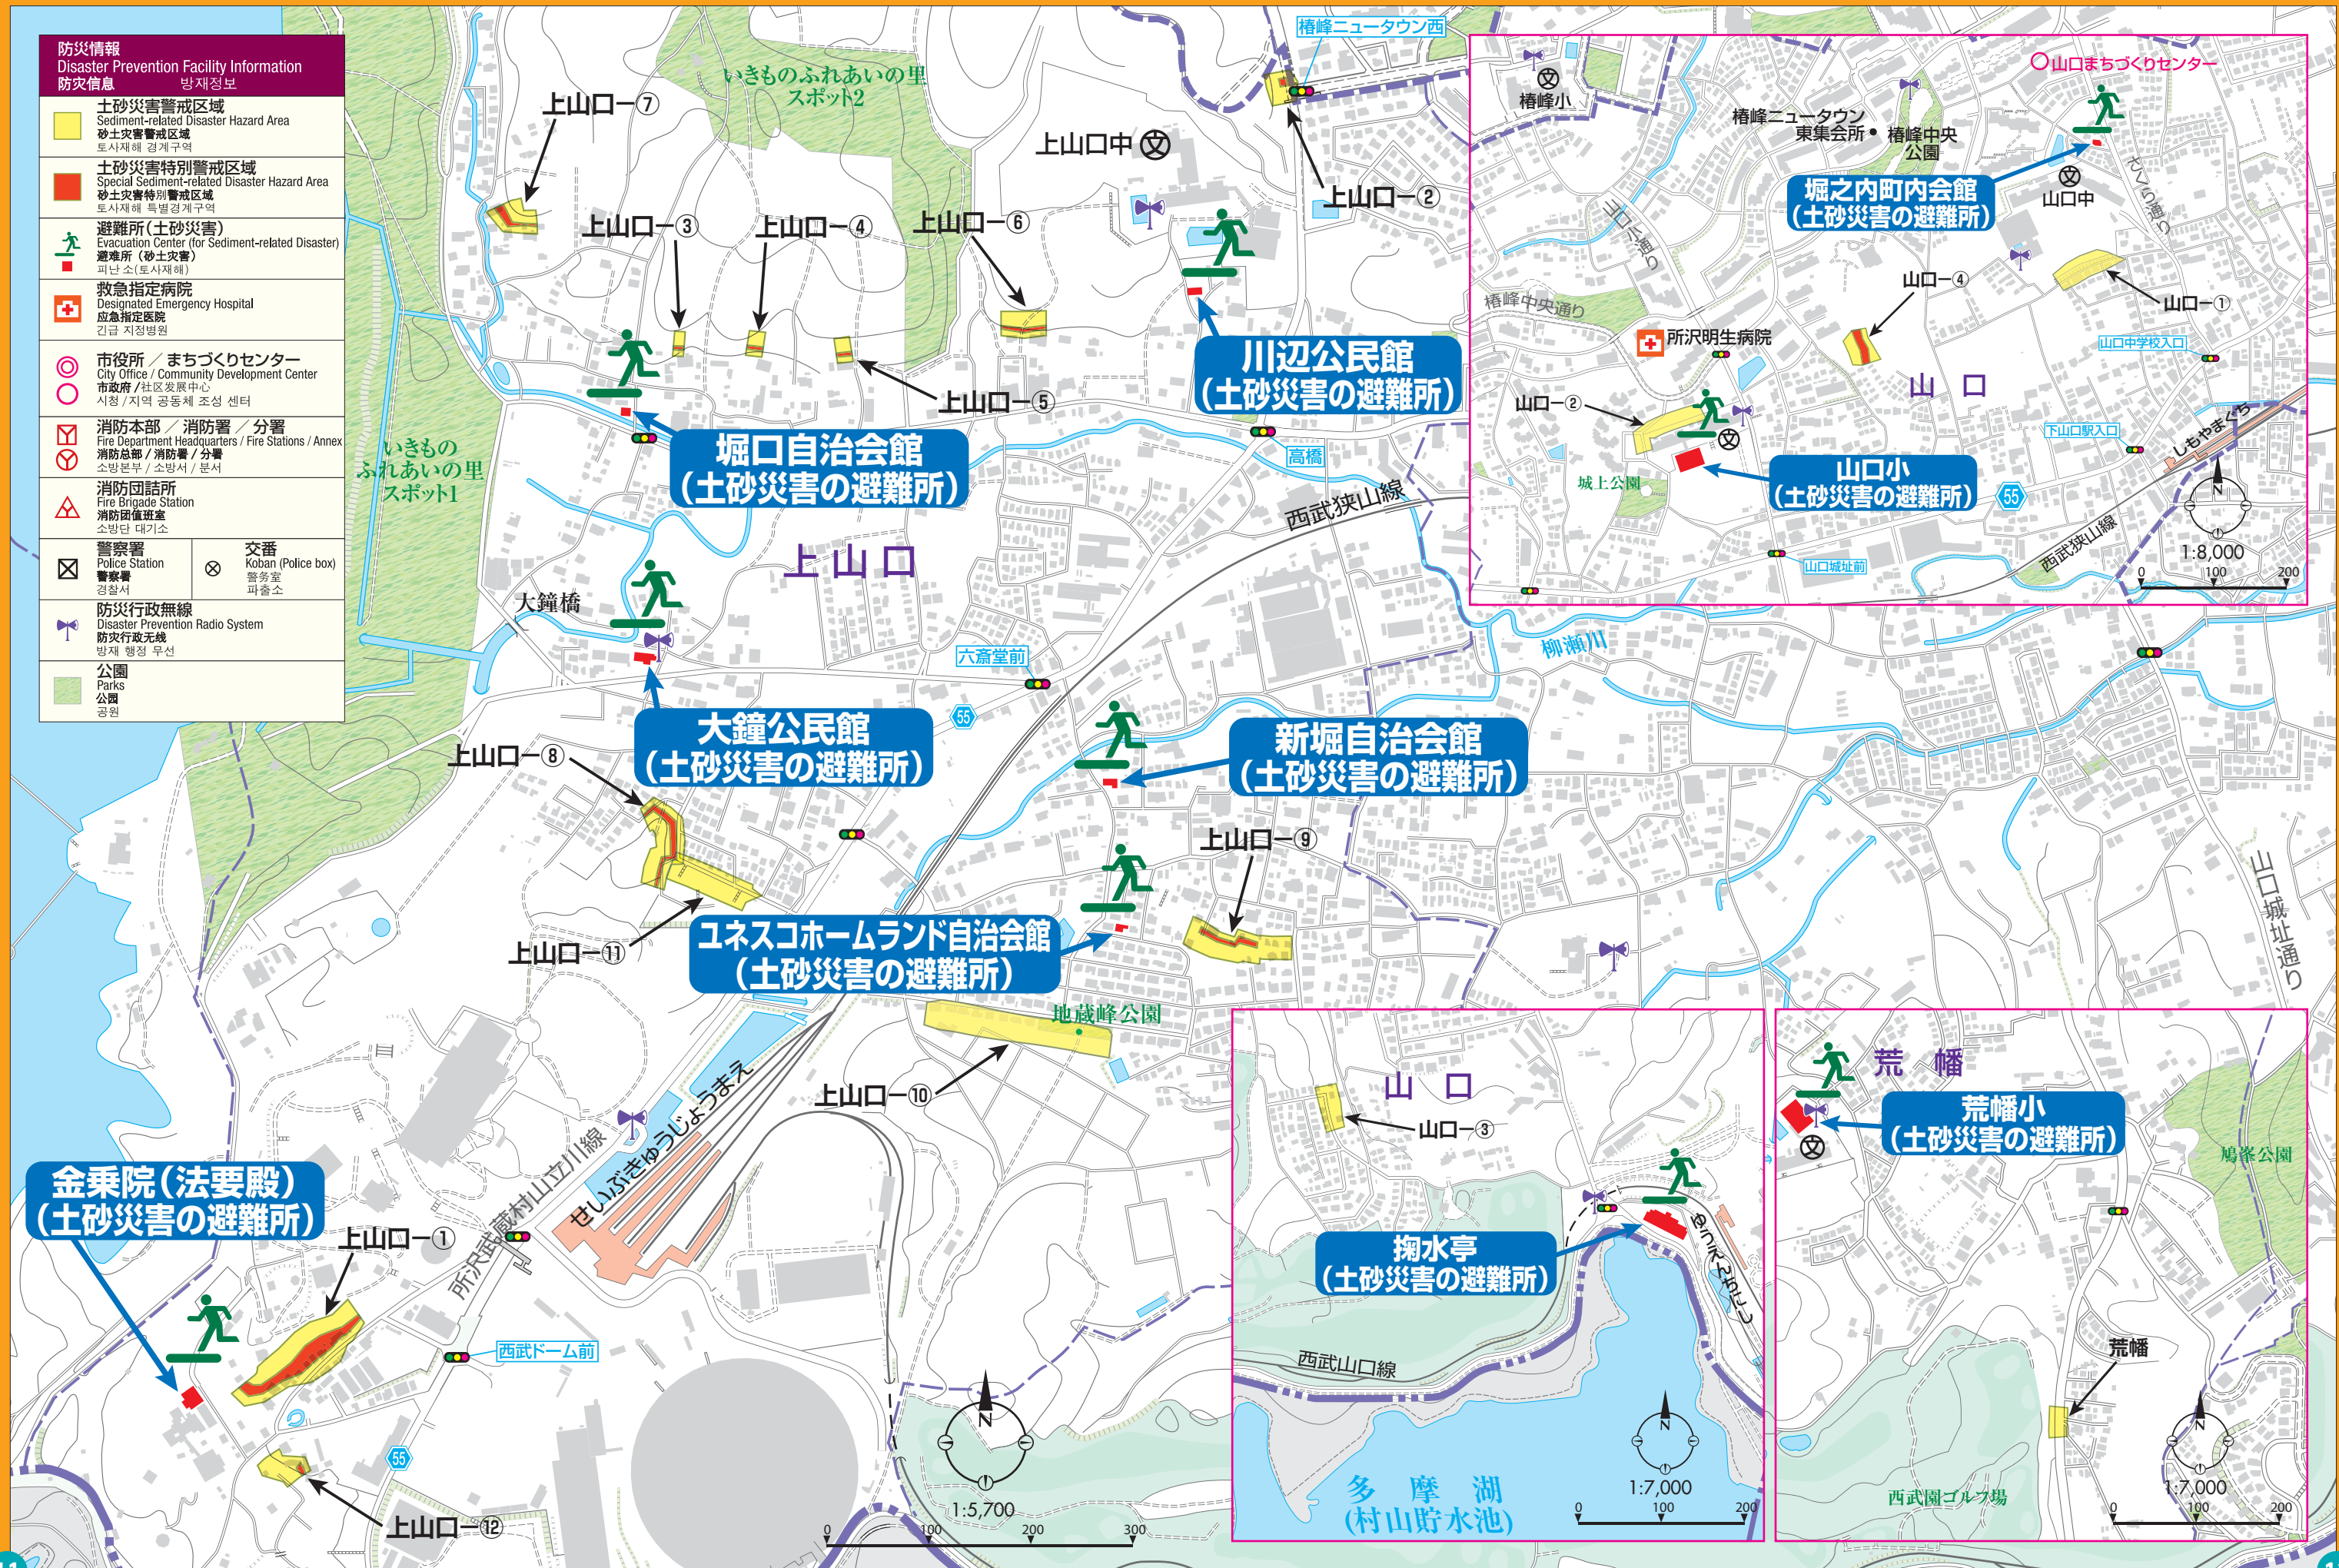 防災情報
Disaster Prevention Facility Information
防灾信息 방재정보
土砂災害警戒区域
Sediment-related Disaster Hazard Area
砂土灾害警戒区域
토사재해 경계구역
土砂災害特別警戒区域
Special Sediment-related Disaster Hazard Area
砂土灾害特別警戒区域
토사재해 특별경계구역
避難所(土砂災害)
Evacuation Center (for Sediment-related Disaster)
避难所 (砂土灾害)
피난 소(토사재해)
救急指定病院
Designated Emergency Hospital
应急指定医院
긴급 지정병원
市役所 / まちづくりセンター
City Office / Community Development Center
市政府 /社区发展中心
시청 /지역 공동체 조성 센터
消防本部 / 消防署 / 分署
Fire Department Headquarters / Fire Stations / Annex
消防总部 / 消防署 / 分署
소방본부 / 소방서 / 분서
消防団詰所
Fire Brigade Station
消防团值班室
소방단 대기소
警察署
Police Station
警察署
경찰서
交番
Koban (Police box)
警务室
파출소
防災行政無線
Disaster Prevention Radio System
防灾行政无线
방재 행정 무선
公園
Parks
公园
공원
いきものふれあいの里
スポット2
椿峰ニュータウン西
上山口ー⑦
上山口中 文
上山口ー②
上山口ー③
上山口ー④
上山口ー⑥
上山口ー⑤
川辺公民館
(土砂災害の避難所)
堀口自治会館
(土砂災害の避難所)
いきもの
ふれあいの里
スポット1
高橋
西武狭山線
上山口
大鐘橋
六斎堂前
柳瀬川
55
大鐘公民館
(土砂災害の避難所)
新堀自治会館
(土砂災害の避難所)
上山口ー⑧
上山口ー⑨
上山口ー⑪
ユネスコホームランド自治会館
(土砂災害の避難所)
地蔵峰公園
上山口ー⑩
山口城址通り
せいぶきゅうじょうまえ
所沢武蔵村山立川線
金乗院(法要殿)
(土砂災害の避難所)
上山口ー①
西武ドーム前
55
上山口ー⑫
N
1:5,700
0 100 200 300
11
山口まちづくりセンター
文
椿峰小
椿峰ニュータウン
東集会所
椿峰中央
公園
堀之内町内会館
(土砂災害の避難所)
文
山口中
椿峰中央通り
山口ー④
山口ー①
所沢明生病院
山口中学校入口
山口
山口ー②
文
下山口駅入口
しもやまぐち
城上公園
山口小
(土砂災害の避難所)
55
西武狭山線
山口城址前
N
1:8,000
0 100 200
山口
山口ー③
掬水亭
(土砂災害の避難所)
西武山口線
多摩湖
(村山貯水池)
N
1:7,000
0 100 200
荒幡
荒幡小
(土砂災害の避難所)
文
鳩峯公園
荒幡
西武園ゴルフ場
N
1:7,000
0 100 200